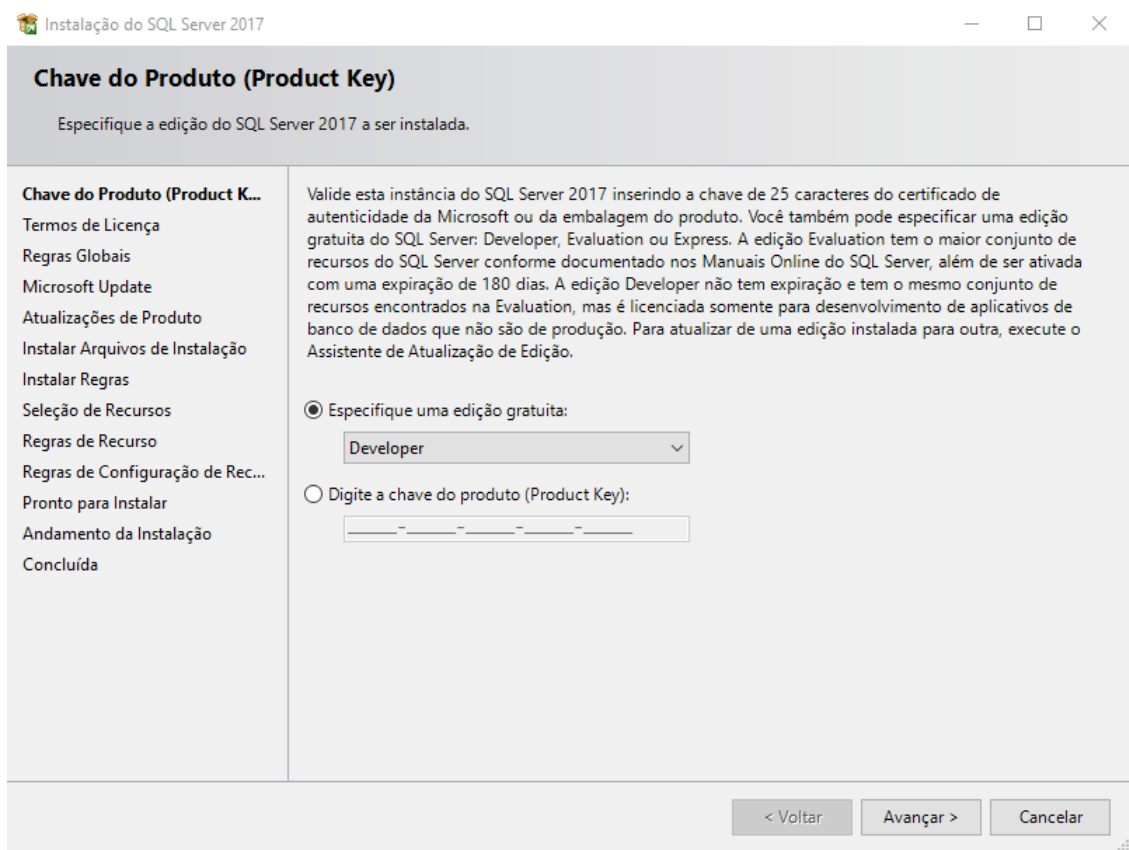 Instalação do SQL Server 2017
Chave do Produto (Product Key)
Especifique a edição do SQL Server 2017 a ser instalada.
Chave do Produto (Product K...
Termos de Licença
Regras Globais
Microsoft Update
Atualizações de Produto
Instalar Arquivos de Instalação
Instalar Regras
Seleção de Recursos
Regras de Recurso
Regras de Configuração de Rec...
Pronto para Instalar
Andamento da Instalação
Concluída
Valide esta instância do SQL Server 2017 inserindo a chave de 25 caracteres do certificado de
autenticidade da Microsoft ou da embalagem do produto. Você também pode especificar uma edição
gratuita do SQL Server: Developer, Evaluation ou Express. A edição Evaluation tem o maior conjunto de
recursos do SQL Server conforme documentado nos Manuais Online do SQL Server, além de ser ativada
com uma expiração de 180 dias. A edição Developer não tem expiração e tem o mesmo conjunto de
recursos encontrados na Evaluation, mas é licenciada somente para desenvolvimento de aplicativos de
banco de dados que não são de produção. Para atualizar de uma edição instalada para outra, execute o
Assistente de Atualização de Edição.
Especifique uma edição gratuita:
Developer
Digite a chave do produto (Product Key):
_____-_____-_____-_____-_____
< Voltar
Avançar >
Cancelar